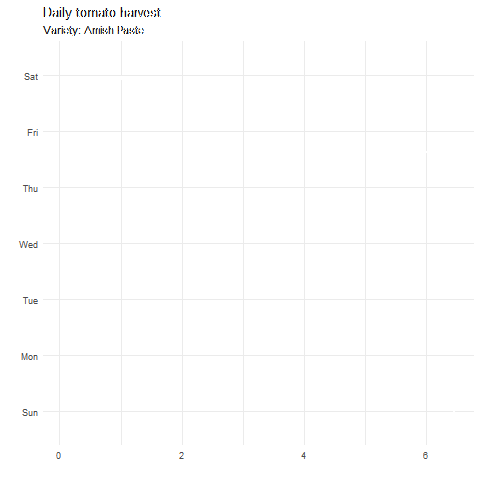 Daily tomato harvest
Variety: Amish Paste
Sat
Fri
Thu
Wed
Tue
Mon
Sun
0 2 4 6